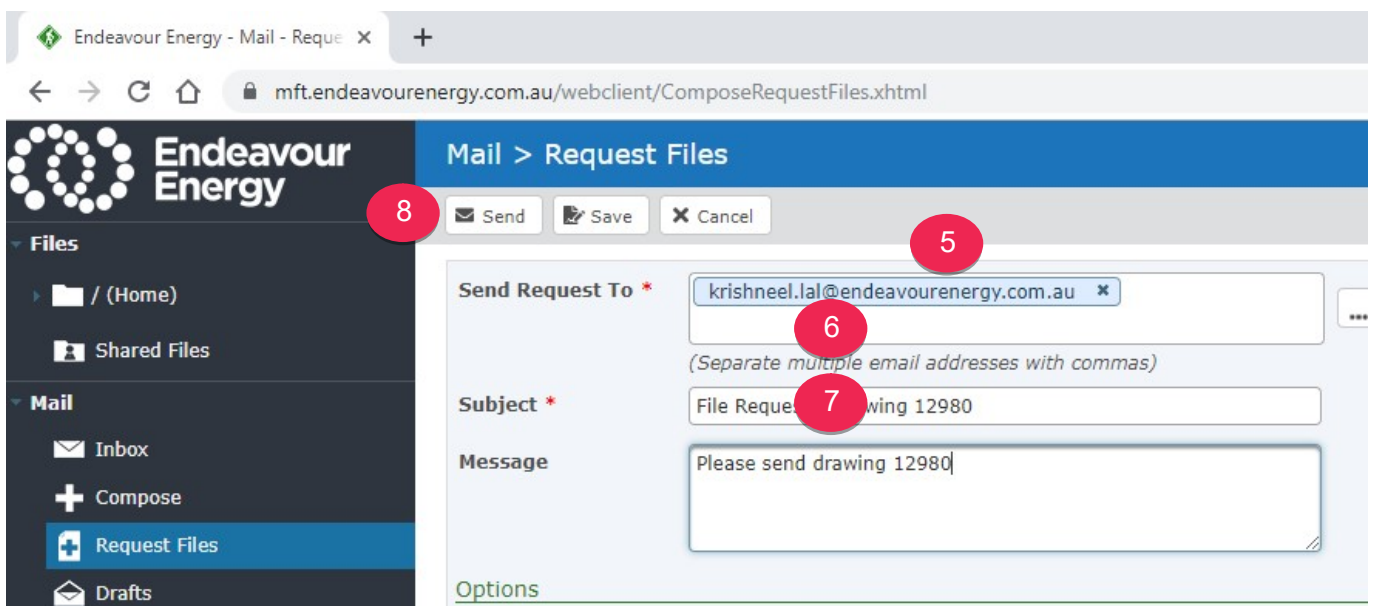 Endeavour Energy - Mail - Reque
mft.endeavourenergy.com.au/webclient/ComposeRequestFiles.xhtml
Endeavour
Energy
Mail > Request Files
8
Send
Save
Cancel
5
Files
/ (Home)
Shared Files
Mail
Inbox
Compose
Request Files
Drafts
Send Request To *
krishneel.lal@endeavourenergy.com.au
...
6
(Separate multiple email addresses with commas)
Subject *
File Reques 7 wing 12980
Message
Please send drawing 12980
Options